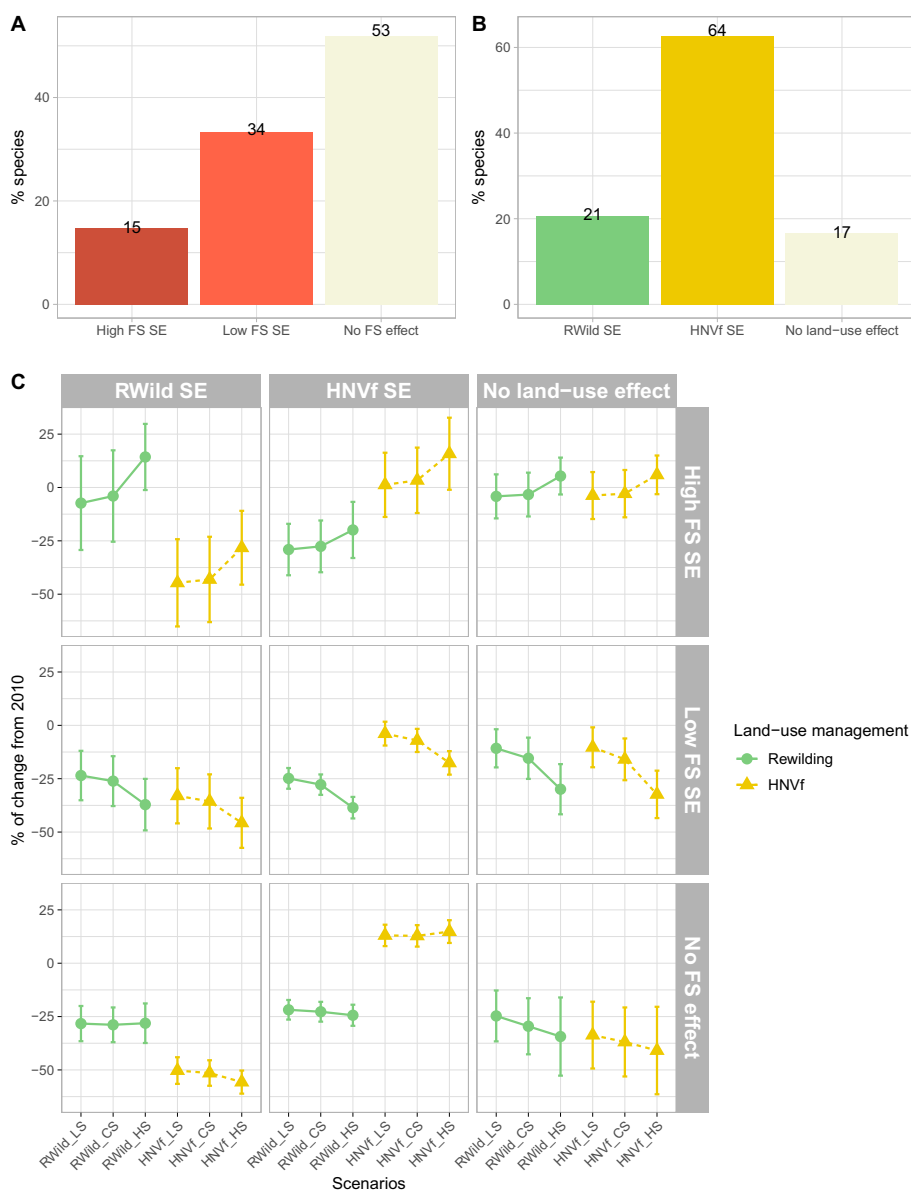 A
B
53
34
15
% species
40
20
0
High FS SE
Low FS SE
No FS effect
64
21
17
% species
60
40
20
0
RWild SE
HNVf SE
No land−use effect
C
RWild SE
HNVf SE
No land−use effect
High FS SE
Low FS SE
No FS effect
% of change from 2010
25
0
−25
−50
25
0
−25
−50
25
0
−25
−50
RWild_LS
RWild_CS
RWild_HS
HNVf_LS
HNVf_CS
HNVf_HS
RWild_LS
RWild_CS
RWild_HS
HNVf_LS
HNVf_CS
HNVf_HS
RWild_LS
RWild_CS
RWild_HS
HNVf_LS
HNVf_CS
HNVf_HS
Scenarios
Land−use management
Rewilding
HNVf